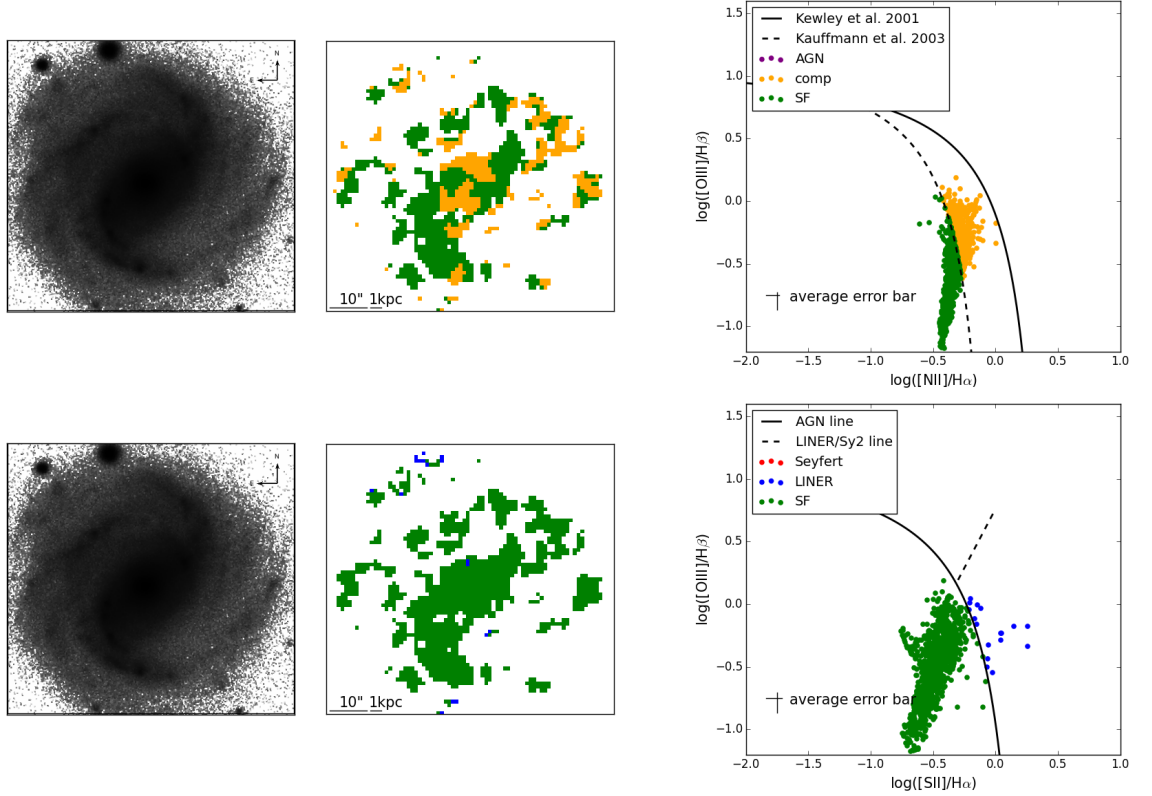 N
E
10" 1kpc
Kewley et al. 2001
Kauffmann et al. 2003
AGN
comp
SF
average error bar
1.5
1.0
0.5
0.0
−0.5
−1.0
log([OIII]/Hβ)
−2.0 −1.5 −1.0 −0.5 0.0 0.5 1.0
log([NII]/Hα)
N
E
10" 1kpc
AGN line
LINER/Sy2 line
Seyfert
LINER
SF
average error bar
1.5
1.0
0.5
0.0
−0.5
−1.0
log([OIII]/Hβ)
−2.0 −1.5 −1.0 −0.5 0.0 0.5 1.0
log([SII]/Hα)